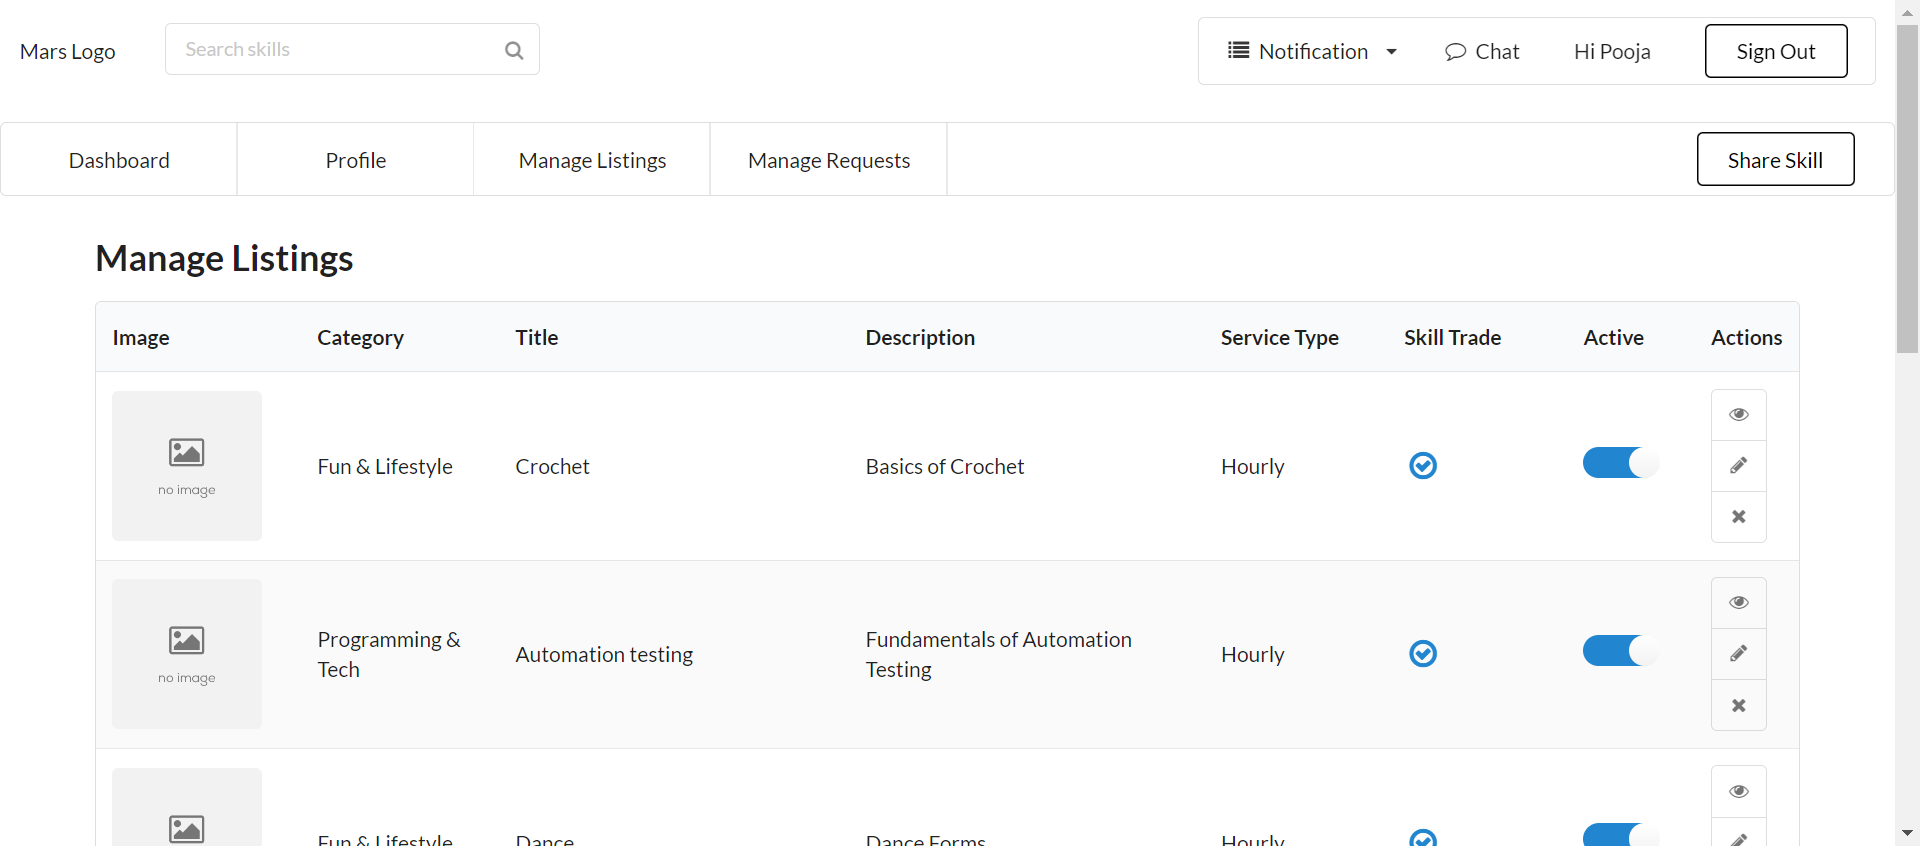 Mars Logo
Search skills
Notification
Chat
Hi Pooja
Sign Out
Dashboard
Profile
Manage Listings
Manage Requests
Share Skill
Manage Listings
Image
Category
Title
Description
Service Type
Skill Trade
Active
Actions
no image
Fun & Lifestyle
Crochet
Basics of Crochet
Hourly
no image
Programming &
Tech
Automation testing
Fundamentals of Automation
Testing
Hourly
Fun & Lifestyle
Dance
Dance Forms
Hourly